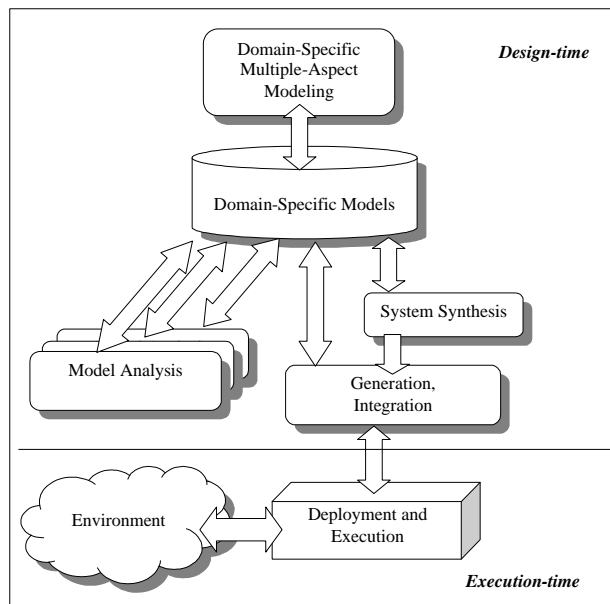 Domain-Specific
Multiple-Aspect
Modeling
Design-time
Domain-Specific Models
System Synthesis
Model Analysis
Generation,
Integration
Environment
Deployment and
Execution
Execution-time